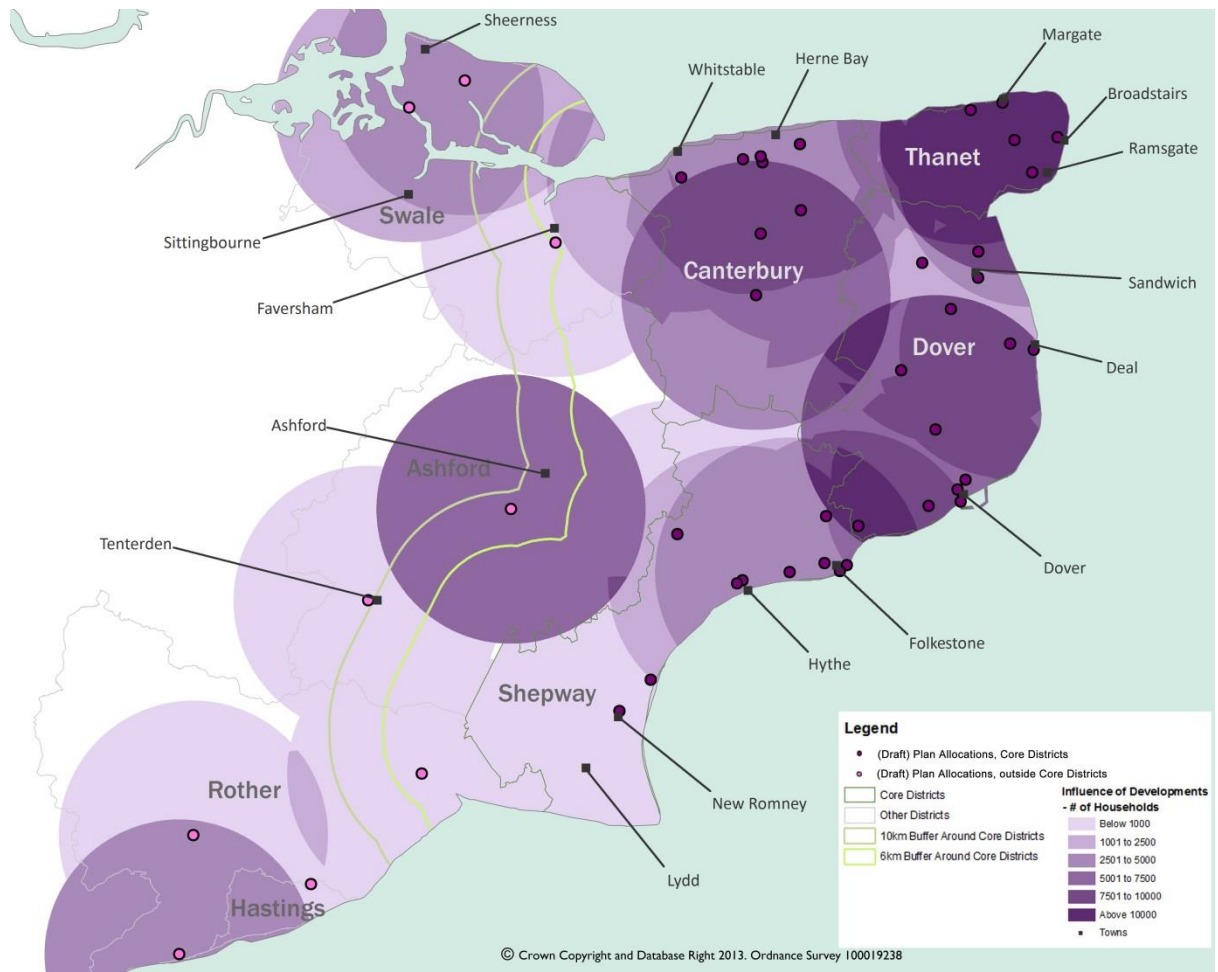 Sheerness
Margate
Whitstable
Herne Bay
Broadstairs
Thanet
Ramsgate
Swale
Sittingbourne
Canterbury
Sandwich
Faversham
Dover
Deal
Ashford
Ashford
Tenterden
Dover
Folkestone
Hythe
Shepway
Rother
New Romney
Lydd
Hastings
Legend
(Draft) Plan Allocations, Core Districts
(Draft) Plan Allocations, outside Core Districts
Core Districts
Other Districts
10km Buffer Around Core Districts
6km Buffer Around Core Districts
Influence of Developments
- # of Households
Below 1000
1001 to 2500
2501 to 5000
5001 to 7500
7501 to 10000
Above 10000
Towns
© Crown Copyright and Database Right 2013. Ordnance Survey 100019238